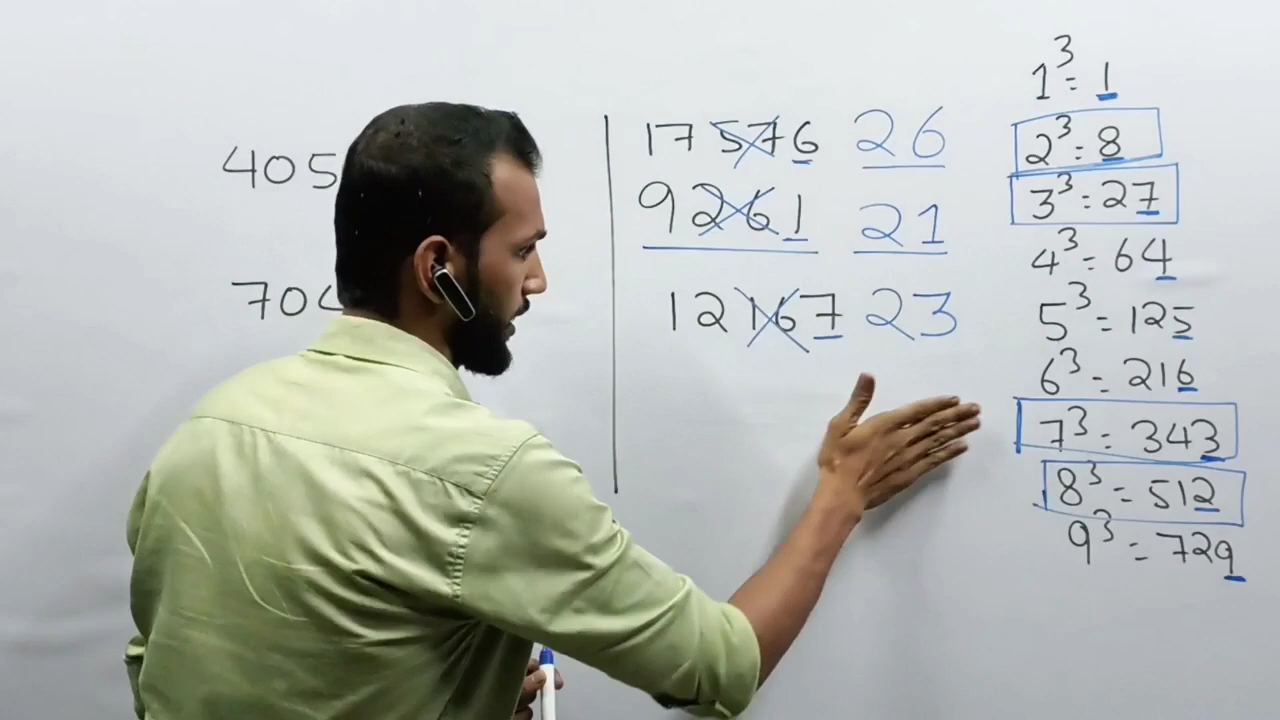 405
704
17576 26
9261 21
12167 23
1³ = 1
2³ = 8
3³ = 27
4³ = 64
5³ = 125
6³ = 216
7³ = 343
8³ = 512
9³ = 729